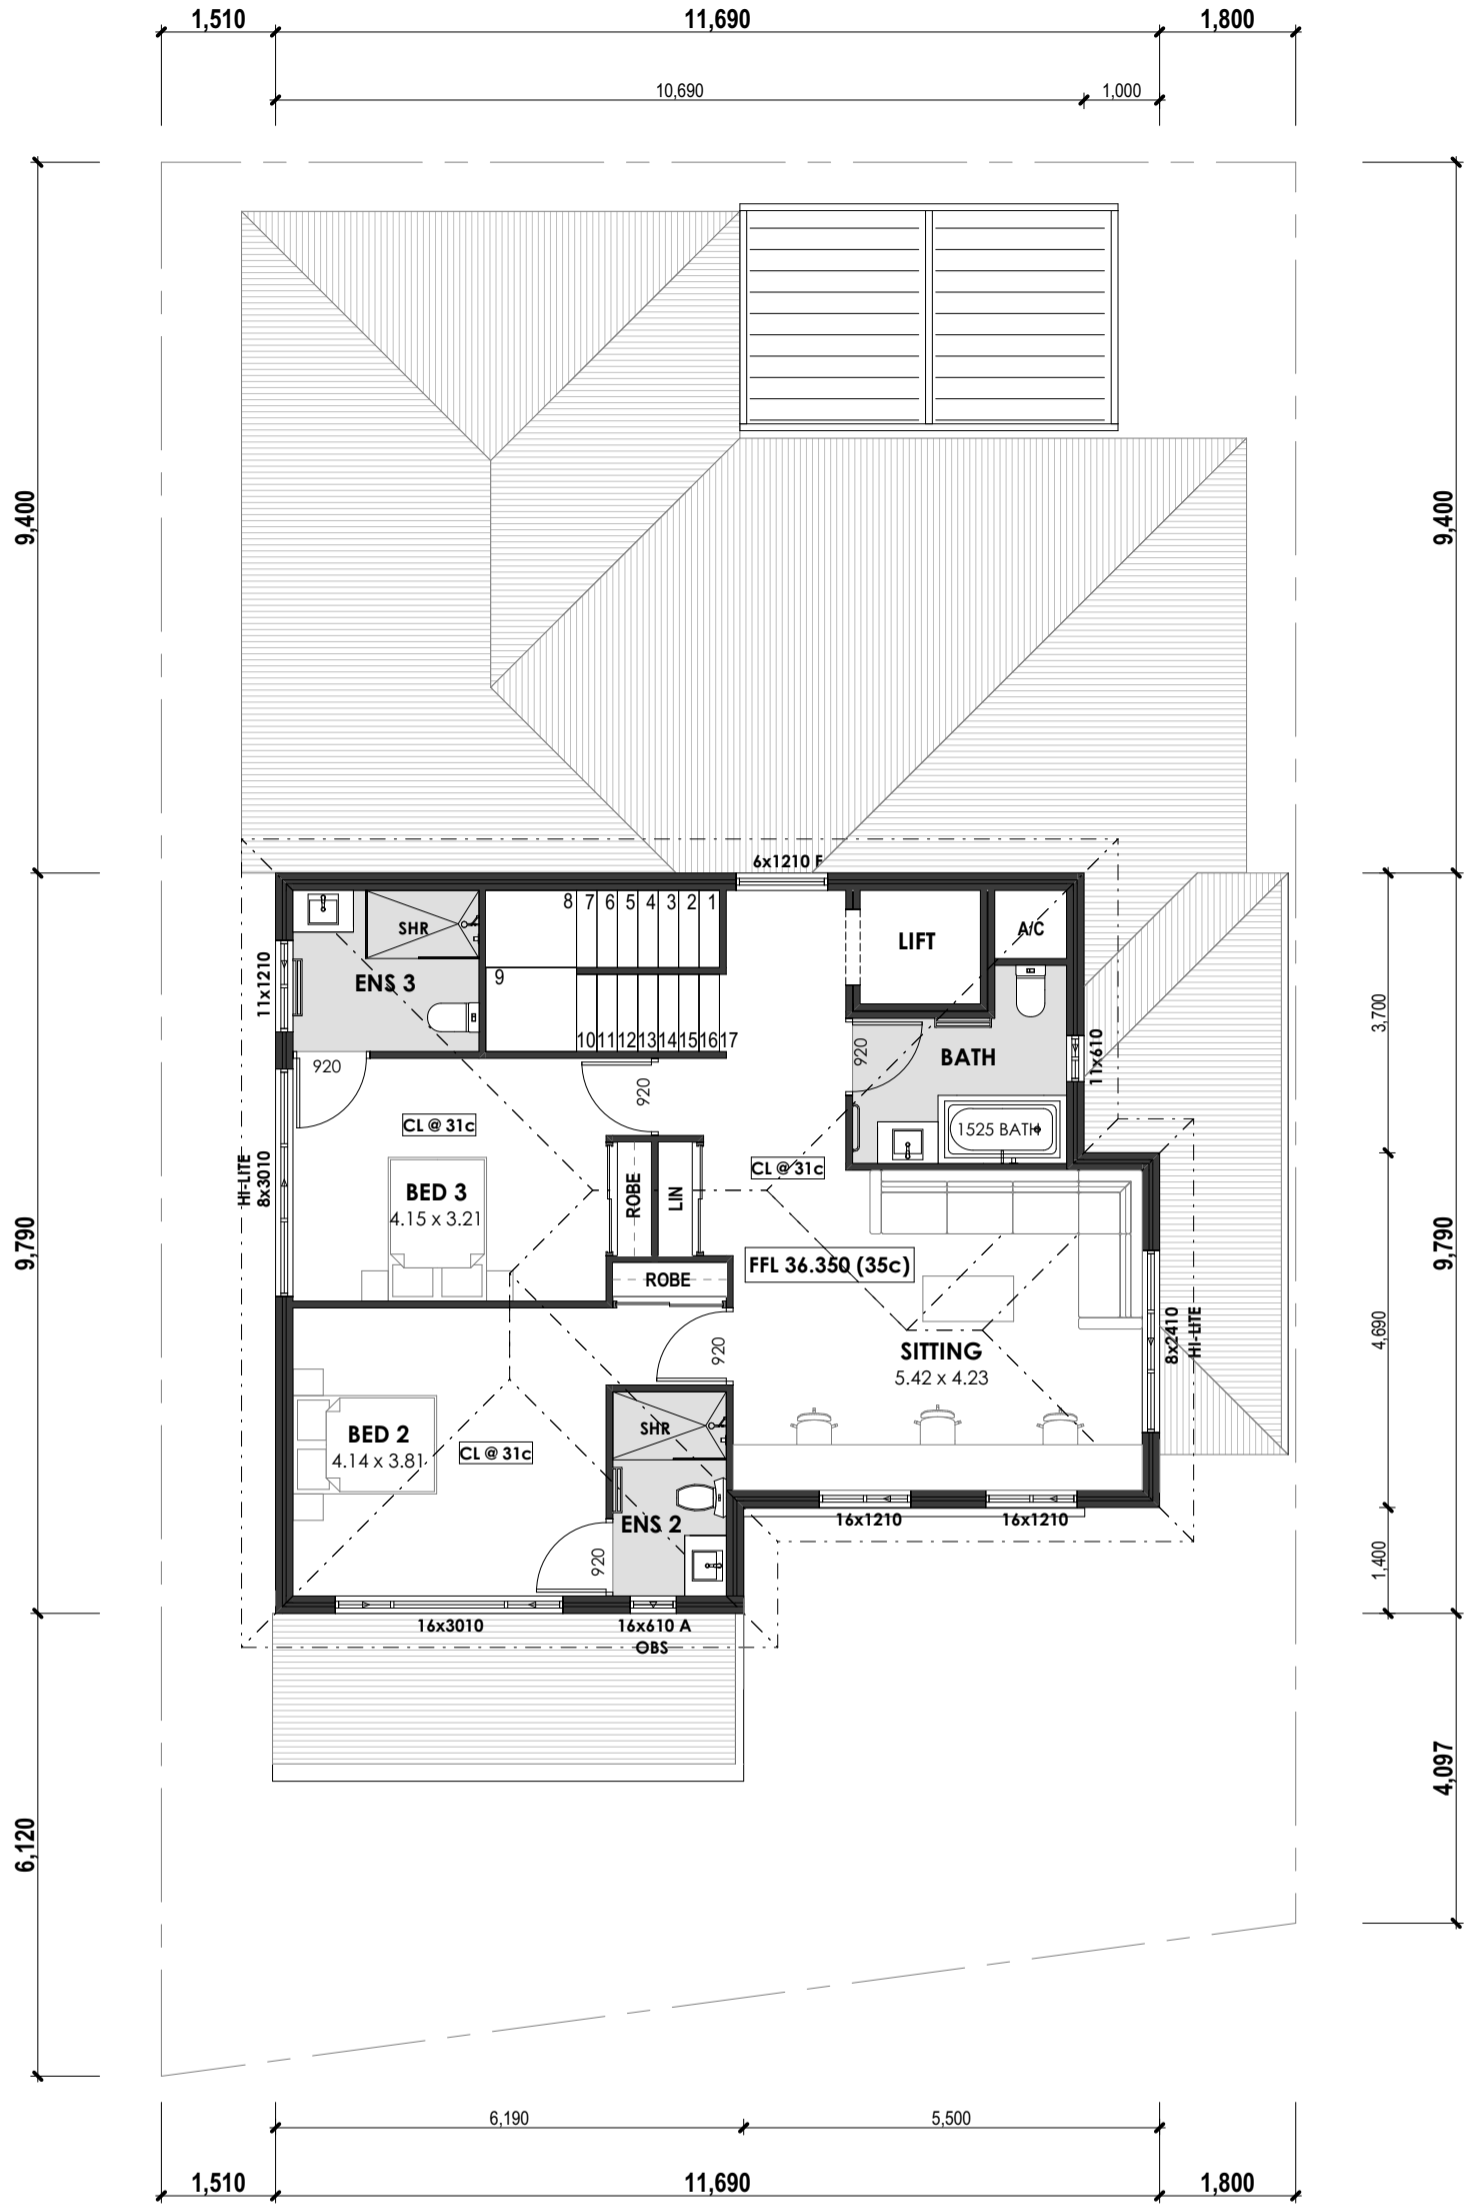 1,510
11,690
1,800
10,690
1,000
9,400
9,400
6x1210 F
8
7
6
5
4
3
2
1
SHR
LIFT
A/C
11x1210
ENS 3
9
3,700
10
11
12
13
14
15
16
17
920
920
920
BATH
11x610
CL @ 31c
1525 BATH
HI-LITE
8x3010
CL @ 31c
BED 3
4.15 x 3.21
ROBE
LIN
9,790
9,790
FFL 36.350 (35c)
ROBE
8x2410
HI-LITE
4,690
920
SITTING
5.42 x 4.23
SHR
BED 2
4.14 x 3.81
CL @ 31c
ENS 2
16x1210
16x1210
920
1,400
16x3010
16x610 A
OBS
4,097
6,120
6,190
5,500
1,510
11,690
1,800